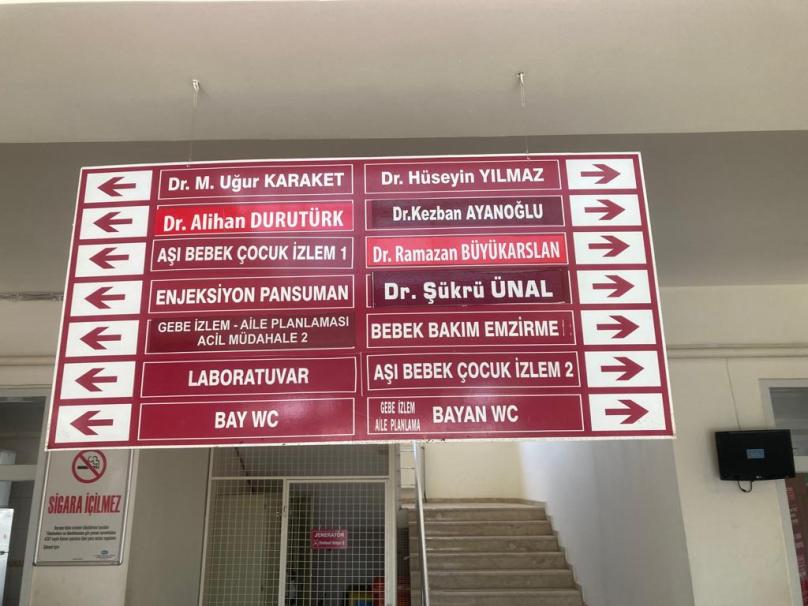 Dr. M. Uğur KARAKET
Dr. Alihan DURUTÜRK
AŞI BEBEK ÇOCUK İZLEM 1
ENJEKSİYON PANSUMAN
GEBE İZLEM - AİLE PLANLAMASI
ACİL MÜDAHALE 2
LABORATUVAR
BAY WC
Dr. Hüseyin YILMAZ
Dr.Kezban AYANOĞLU
Dr. Ramazan BÜYÜKARSLAN
Dr. Şükrü ÜNAL
BEBEK BAKIM EMZİRME
AŞI BEBEK ÇOCUK İZLEM 2
GEBE İZLEM
AİLE PLANLAMA
BAYAN WC
SİGARA İÇİLMEZ
JENERATÖR